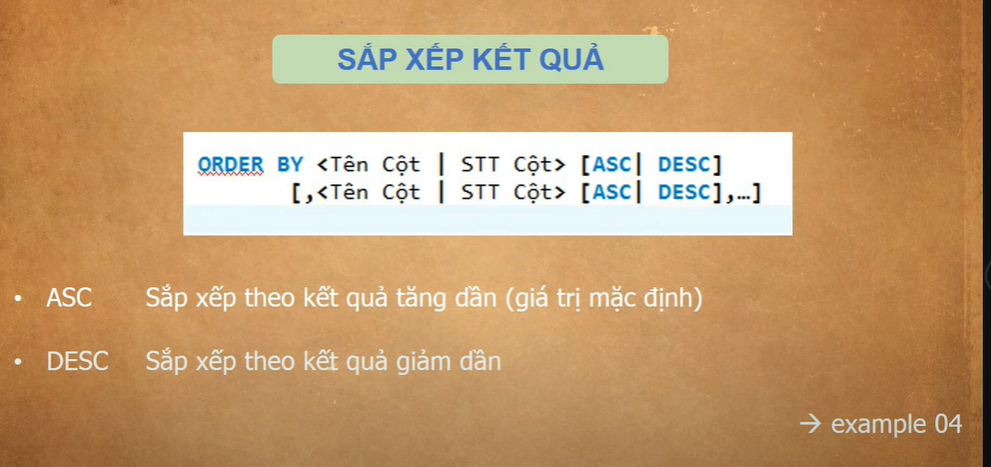 SẮP XẾP KẾT QUẢ
ORDER BY <Tên Cột | STT Cột> [ASC| DESC]
[,<Tên Cột | STT Cột> [ASC| DESC],…]
• ASC Sắp xếp theo kết quả tăng dần (giá trị mặc định)
• DESC Sắp xếp theo kết quả giảm dần
→ example 04